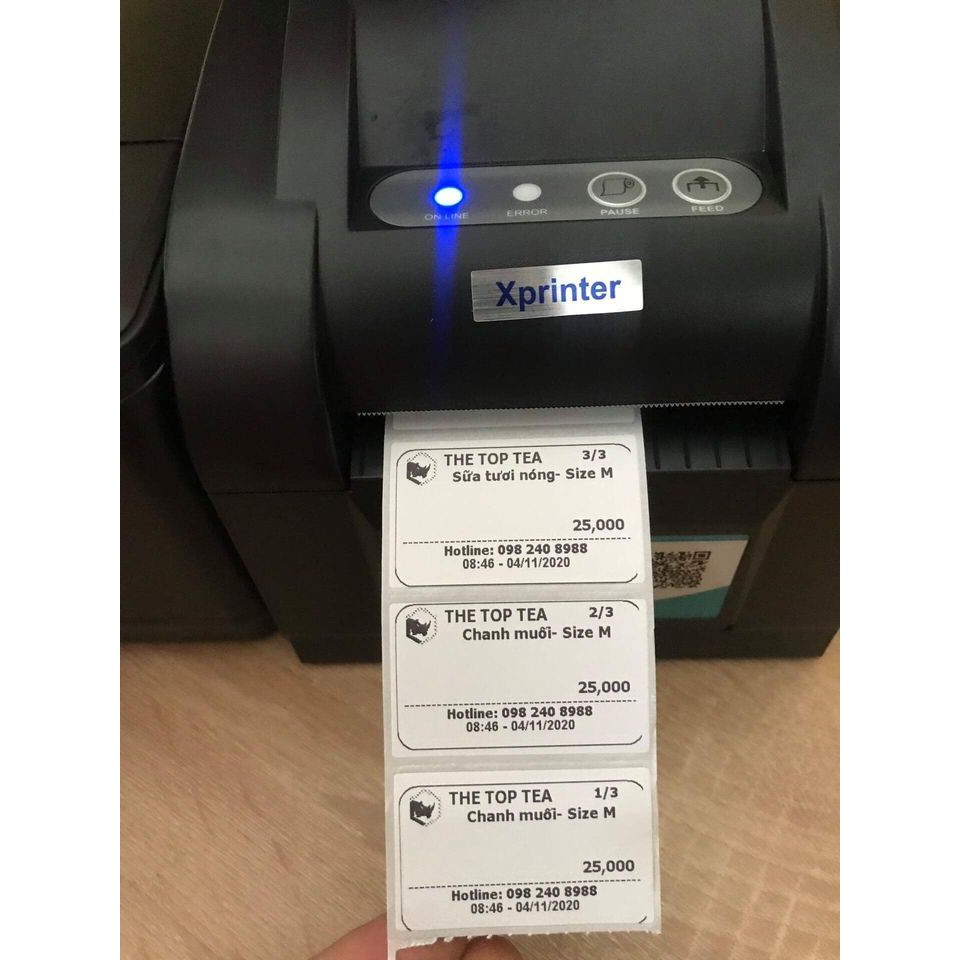 ON LINE
ERROR
PAUSE
FEED
Xprinter
THE TOP TEA 3/3
Sữa tươi nóng- Size M
25,000
Hotline: 098 240 8988
08:46 - 04/11/2020
THE TOP TEA 2/3
Chanh muối- Size M
25,000
Hotline: 098 240 8988
08:46 - 04/11/2020
THE TOP TEA 1/3
Chanh muối- Size M
25,000
Hotline: 098 240 8988
08:46 - 04/11/2020